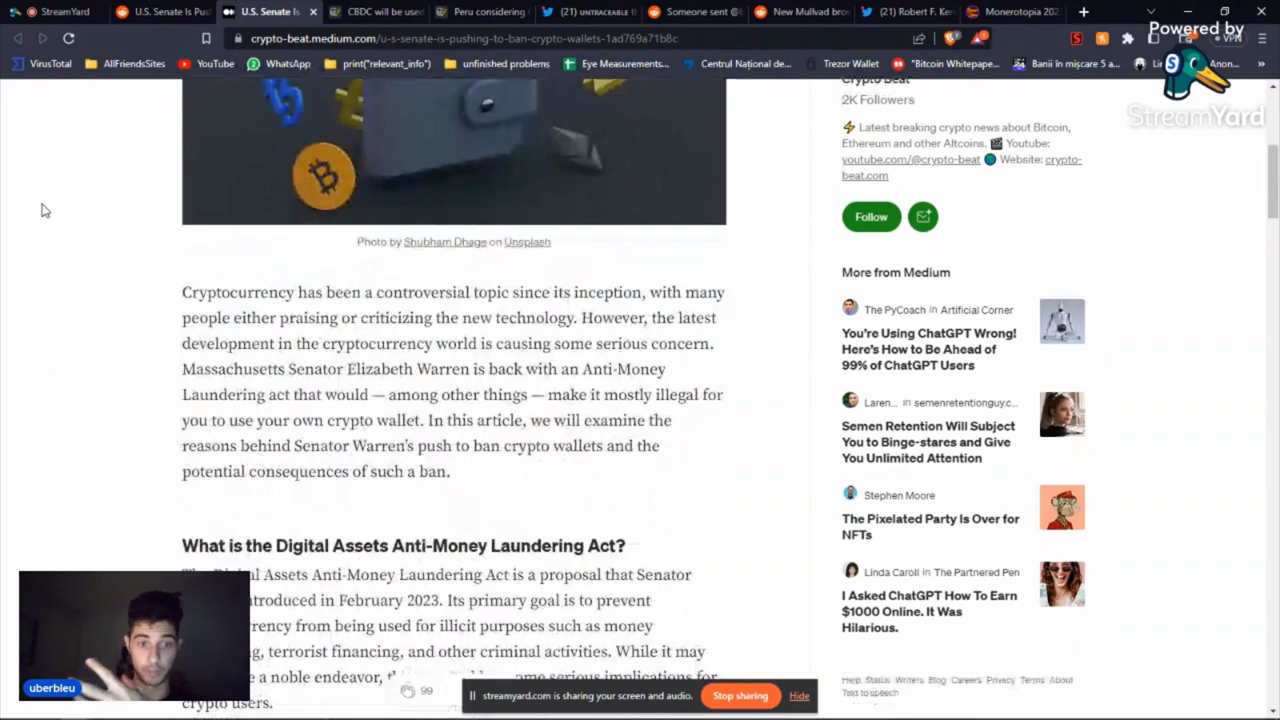 StreamYard
U.S. Senate Is Pus
U.S. Senate Is
CBDC will be used
Peru considering
(21) UNTRACEABLE
Someone sent @
New Mullvad bro
(21) Robert F. Ke
Monerotopia 202
crypto-beat.medium.com/u-s-senate-is-pushing-to-ban-crypto-wallets-1ad769a71b8c
VPN
Powered by
StreamYard
VirusTotal
AllFriendsSites
YouTube
WhatsApp
print("relevant_info")
unfinished problems
Eye Measurements...
Central Național de...
Trezor Wallet
"Bitcoin Whitepape...
Banii în mișcare 5 a...
Anon...
Crypto Beat
2K Followers
⚡ Latest breaking crypto news about Bitcoin,
Ethereum and other Altcoins. 🎬 Youtube:
youtube.com/@crypto-beat 🌎 Website: crypto-
beat.com
Follow
Photo by Shubham Dhage on Unsplash
Cryptocurrency has been a controversial topic since its inception, with many
people either praising or criticizing the new technology. However, the latest
development in the cryptocurrency world is causing some serious concern.
Massachusetts Senator Elizabeth Warren is back with an Anti-Money
Laundering act that would — among other things — make it mostly illegal for
you to use your own crypto wallet. In this article, we will examine the
reasons behind Senator Warren's push to ban crypto wallets and the
potential consequences of such a ban.
What is the Digital Assets Anti-Money Laundering Act?
The Digital Assets Anti-Money Laundering Act is a proposal that Senator
introduced in February 2023. Its primary goal is to prevent
from being used for illicit purposes such as money
terrorist financing, and other criminal activities. While it may
a noble serious implications for
crypto users.
More from Medium
The PyCoach in Artificial Corner
You're Using ChatGPT Wrong!
Here's How to Be Ahead of
99% of ChatGPT Users
Laren... in semenretentionguy.c...
Semen Retention Will Subject
You to Binge-stares and Give
You Unlimited Attention
Stephen Moore
The Pixelated Party Is Over for
NFTs
Linda Caroll in The Partnered Pen
I Asked ChatGPT How To Earn
$1000 Online. It Was
Hilarious.
Help Status Writers Blog Careers Privacy Terms About
Text to speech
99
uberbleu
streamyard.com is sharing your screen and audio.
Stop sharing
Hide